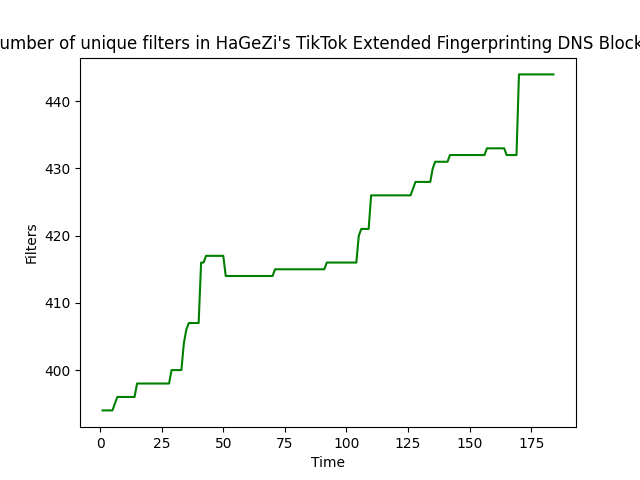 umber of unique filters in HaGeZi's TikTok Extended Fingerprinting DNS Block
440
430
420
410
400
Filters
0 25 50 75 100 125 150 175
Time